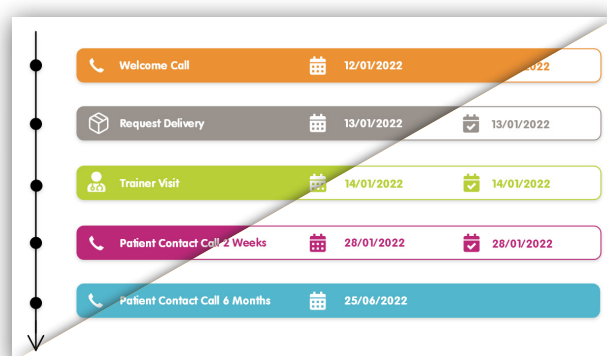 Welcome Call 12/01/2022
Request Delivery 13/01/2022 13/01/2022
Trainer Visit 14/01/2022 14/01/2022
Patient Contact Call 2 Weeks 28/01/2022 28/01/2022
Patient Contact Call 6 Months 25/06/2022